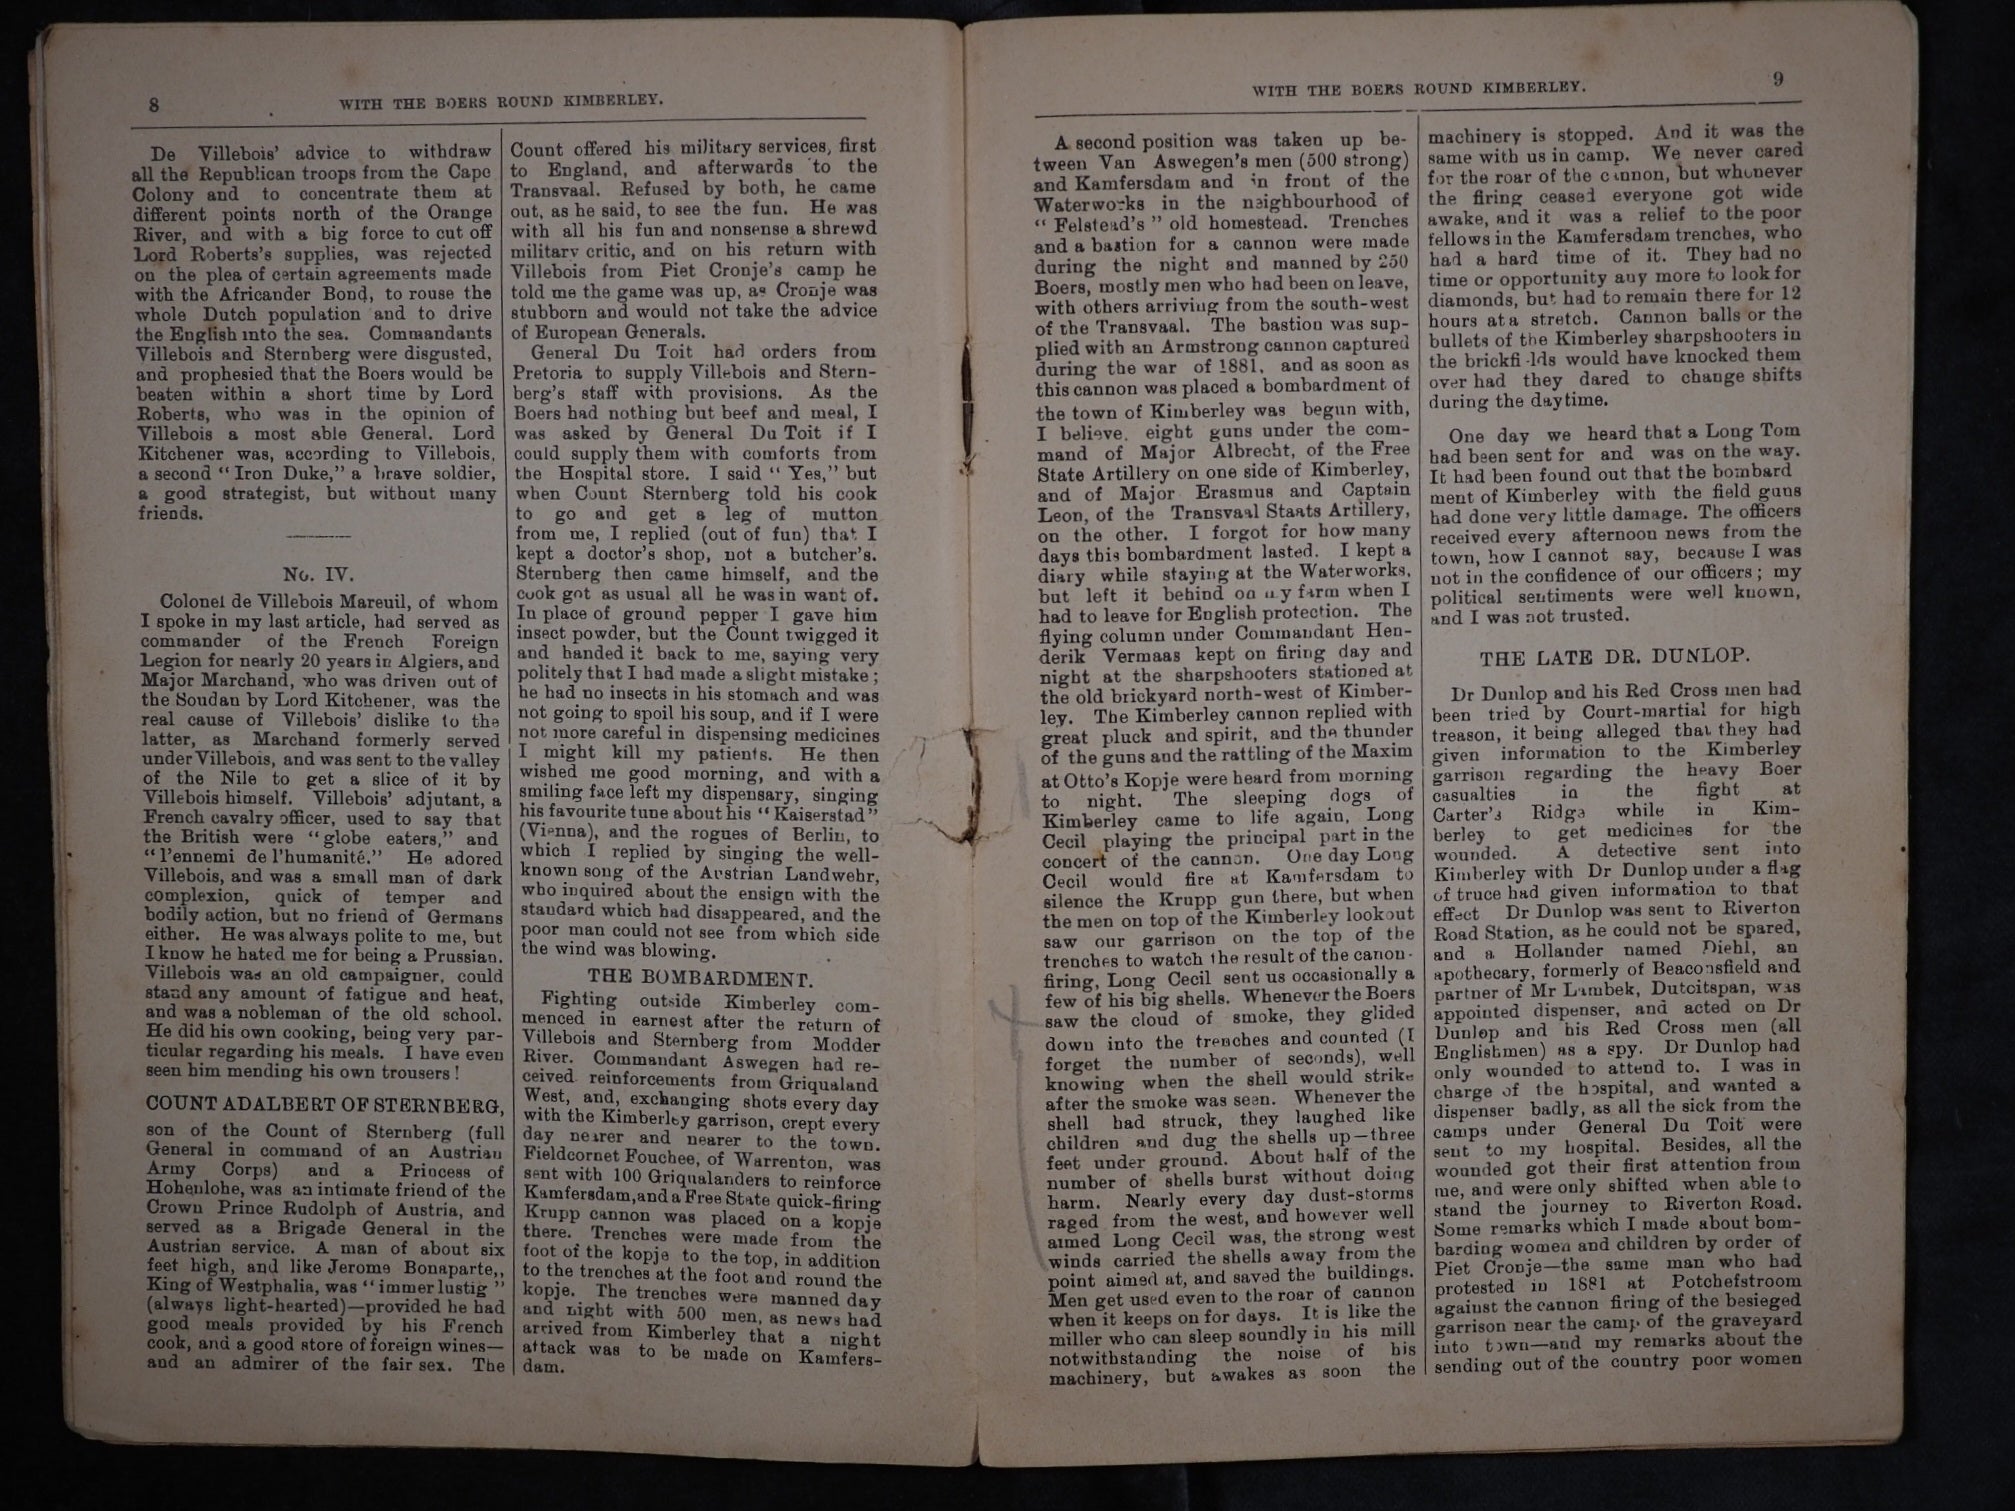 8
WITH THE BOERS ROUND KIMBERLEY.
De Villebois' advice to withdraw
all the Republican troops from the Cape
Colony and to concentrate them at
different points north of the Orange
River, and with a big force to cut off
Lord Roberts's supplies, was rejected
on the plea of certain agreements made
with the Africander Bond, to rouse the
whole Dutch population and to drive
the English into the sea. Commandants
Villebois and Sternberg were disgusted,
and prophesied that the Boers would be
beaten within a short time by Lord
Roberts, who was in the opinion of
Villebois a most able General. Lord
Kitchener was, according to Villebois,
a second "Iron Duke," a brave soldier,
a good strategist, but without many
friends.
No. IV.
Colonel de Villebois Mareuil, of whom
I spoke in my last article, had served as
commander of the French Foreign
Legion for nearly 20 years in Algiers, and
Major Marchand, who was driven out of
the Soudan by Lord Kitchener, was the
real cause of Villebois' dislike to the
latter, as Marchand formerly served
under Villebois, and was sent to the valley
of the Nile to get a slice of it by
Villebois himself. Villebois' adjutant, a
French cavalry officer, used to say that
the British were "globe eaters," and
"l'ennemi de l'humanité." He adored
Villebois, and was a small man of dark
complexion, quick of temper and
bodily action, but no friend of Germans
either. He was always polite to me, but
I know he hated me for being a Prussian.
Villebois was an old campaigner, could
stand any amount of fatigue and heat,
and was a nobleman of the old school.
He did his own cooking, being very par-
ticular regarding his meals. I have even
seen him mending his own trousers!
COUNT ADALBERT OF STERNBERG,
son of the Count of Sternberg (full
General in command of an Austrian
Army Corps) and a Princess of
Hohenlohe, was an intimate friend of the
Crown Prince Rudolph of Austria, and
served as a Brigade General in the
Austrian service. A man of about six
feet high, and like Jerome Bonaparte,,
King of Westphalia, was "immer lustig"
(always light-hearted)—provided he had
good meals provided by his French
cook, and a good store of foreign wines—
and an admirer of the fair sex. The
Count offered his military services, first
to England, and afterwards to the
Transvaal. Refused by both, he came
out, as he said, to see the fun. He was
with all his fun and nonsense a shrewd
military critic, and on his return with
Villebois from Piet Cronje's camp he
told me the game was up, as Cronje was
stubborn and would not take the advice
of European Generals.
General Du Toit had orders from
Pretoria to supply Villebois and Stern-
berg's staff with provisions. As the
Boers had nothing but beef and meal, I
was asked by General Du Toit if I
could supply them with comforts from
the Hospital store. I said "Yes," but
when Count Sternberg told his cook
to go and get a leg of mutton
from me, I replied (out of fun) that I
kept a doctor's shop, not a butcher's.
Sternberg then came himself, and the
cook got as usual all he was in want of.
In place of ground pepper I gave him
insect powder, but the Count twigged it
and handed it back to me, saying very
politely that I had made a slight mistake;
he had no insects in his stomach and was
not going to spoil his soup, and if I were
not more careful in dispensing medicines
I might kill my patients. He then
wished me good morning, and with a
smiling face left my dispensary, singing
his favourite tune about his "Kaiserstad"
(Vienna), and the rogues of Berlin, to
which I replied by singing the well-
known song of the Austrian Landwehr,
who inquired about the ensign with the
standard which had disappeared, and the
poor man could not see from which side
the wind was blowing.
THE BOMBARDMENT.
Fighting outside Kimberley com-
menced in earnest after the return of
Villebois and Sternberg from Modder
River. Commandant Aswegen had re-
ceived reinforcements from Griqualand
West, and, exchanging shots every day
with the Kimberley garrison, crept every
day nearer and nearer to the town.
Fieldcornet Fouchee, of Warrenton, was
sent with 100 Griqualanders to reinforce
Kamfersdam, and a Free State quick-firing
Krupp cannon was placed on a kopje
there. Trenches were made from the
foot of the kopje to the top, in addition
to the trenches at the foot and round the
kopje. The trenches were manned day
and night with 500 men, as news had
arrived from Kimberley that a night
attack was to be made on Kamfers-
dam.
WITH THE BOERS ROUND KIMBERLEY.
9
A second position was taken up be-
tween Van Aswegen's men (500 strong)
and Kamfersdam and in front of the
Waterworks in the neighbourhood of
"Felstead's" old homestead. Trenches
and a bastion for a cannon were made
during the night and manned by 250
Boers, mostly men who had been on leave,
with others arriving from the south-west
of the Transvaal. The bastion was sup-
plied with an Armstrong cannon captured
during the war of 1881, and as soon as
this cannon was placed a bombardment of
the town of Kimberley was begun with,
I believe, eight guns under the com-
mand of Major Albrecht, of the Free
State Artillery on one side of Kimberley,
and of Major Erasmus and Captain
Leon, of the Transvaal Staats Artillery,
on the other. I forgot for how many
days this bombardment lasted. I kept a
diary while staying at the Waterworks,
but left it behind on my farm when I
had to leave for English protection. The
flying column under Commandant Hen-
derik Vermaas kept on firing day and
night at the sharpshooters stationed at
the old brickyard north-west of Kimber-
ley. The Kimberley cannon replied with
great pluck and spirit, and the thunder
of the guns and the rattling of the Maxim
at Otto's Kopje were heard from morning
to night. The sleeping dogs of
Kimberley came to life again, Long
Cecil playing the principal part in the
concert of the cannon. One day Long
Cecil would fire at Kamfersdam to
silence the Krupp gun there, but when
the men on top of the Kimberley lookout
saw our garrison on the top of the
trenches to watch the result of the canon-
firing, Long Cecil sent us occasionally a
few of his big shells. Whenever the Boers
saw the cloud of smoke, they glided
down into the trenches and counted (I
forget the number of seconds), well
knowing when the shell would strike
after the smoke was seen. Whenever the
shell had struck, they laughed like
children and dug the shells up—three
feet under ground. About half of the
number of shells burst without doing
harm. Nearly every day dust-storms
raged from the west, and however well
aimed Long Cecil was, the strong west
winds carried the shells away from the
point aimed at, and saved the buildings.
Men get used even to the roar of cannon
when it keeps on for days. It is like the
miller who can sleep soundly in his mill
notwithstanding the noise of his
machinery, but awakes as soon the
machinery is stopped. And it was the
same with us in camp. We never cared
for the roar of the cannon, but whenever
the firing ceased everyone got wide
awake, and it was a relief to the poor
fellows in the Kamfersdam trenches, who
had a hard time of it. They had no
time or opportunity any more to look for
diamonds, but had to remain there for 12
hours at a stretch. Cannon balls or the
bullets of the Kimberley sharpshooters in
the brickfi-lds would have knocked them
over had they dared to change shifts
during the daytime.
One day we heard that a Long Tom
had been sent for and was on the way.
It had been found out that the bombard
ment of Kimberley with the field guns
had done very little damage. The officers
received every afternoon news from the
town, how I cannot say, because I was
not in the confidence of our officers; my
political sentiments were well known,
and I was not trusted.
THE LATE DR. DUNLOP.
Dr Dunlop and his Red Cross men had
been tried by Court-martial for high
treason, it being alleged that they had
given information to the Kimberley
garrison regarding the heavy Boer
casualties in the fight at
Carter's Ridge while in Kim-
berley to get medicines for the
wounded. A detective sent into
Kimberley with Dr Dunlop under a flag
of truce had given information to that
effect Dr Dunlop was sent to Riverton
Road Station, as he could not be spared,
and a Hollander named Diehl, an
apothecary, formerly of Beaconsfield and
partner of Mr Lambek, Dutoitspan, was
appointed dispenser, and acted on Dr
Dunlop and his Red Cross men (all
Englishmen) as a spy. Dr Dunlop had
only wounded to attend to. I was in
charge of the hospital, and wanted a
dispenser badly, as all the sick from the
camps under General Du Toit were
sent to my hospital. Besides, all the
wounded got their first attention from
me, and were only shifted when able to
stand the journey to Riverton Road.
Some remarks which I made about bom-
barding women and children by order of
Piet Cronje—the same man who had
protested in 1881 at Potchefstroom
against the cannon firing of the besieged
garrison near the camp of the graveyard
into town—and my remarks about the
sending out of the country poor women